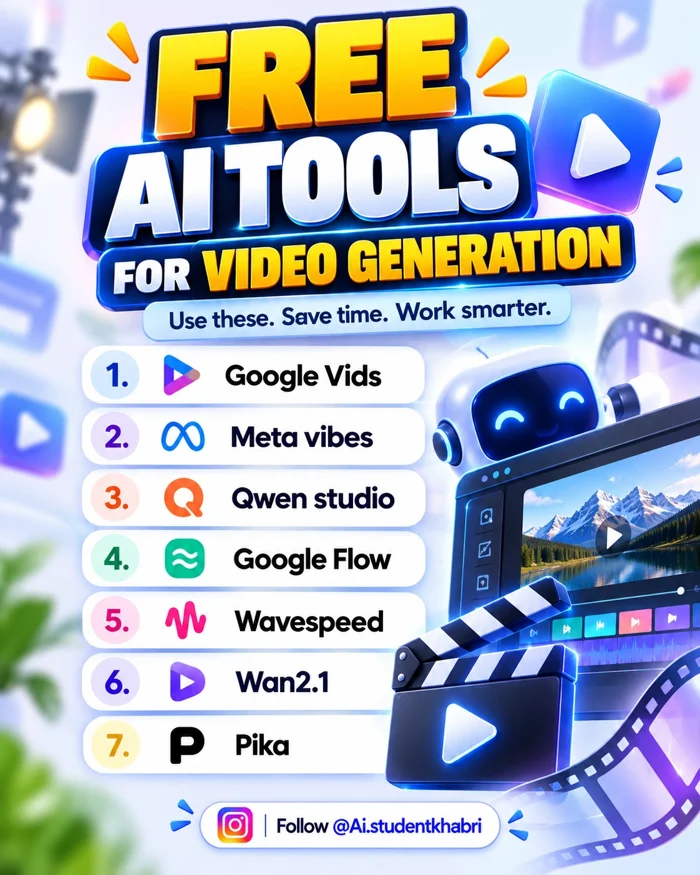 FREE
AI TOOLS
FOR VIDEO GENERATION
Use these. Save time. Work smarter.
1. Google Vids
2. Meta vibes
3. Qwen studio
4. Google Flow
5. Wavespeed
6. Wan2.1
7. Pika
Follow @Ai.studentkhabri